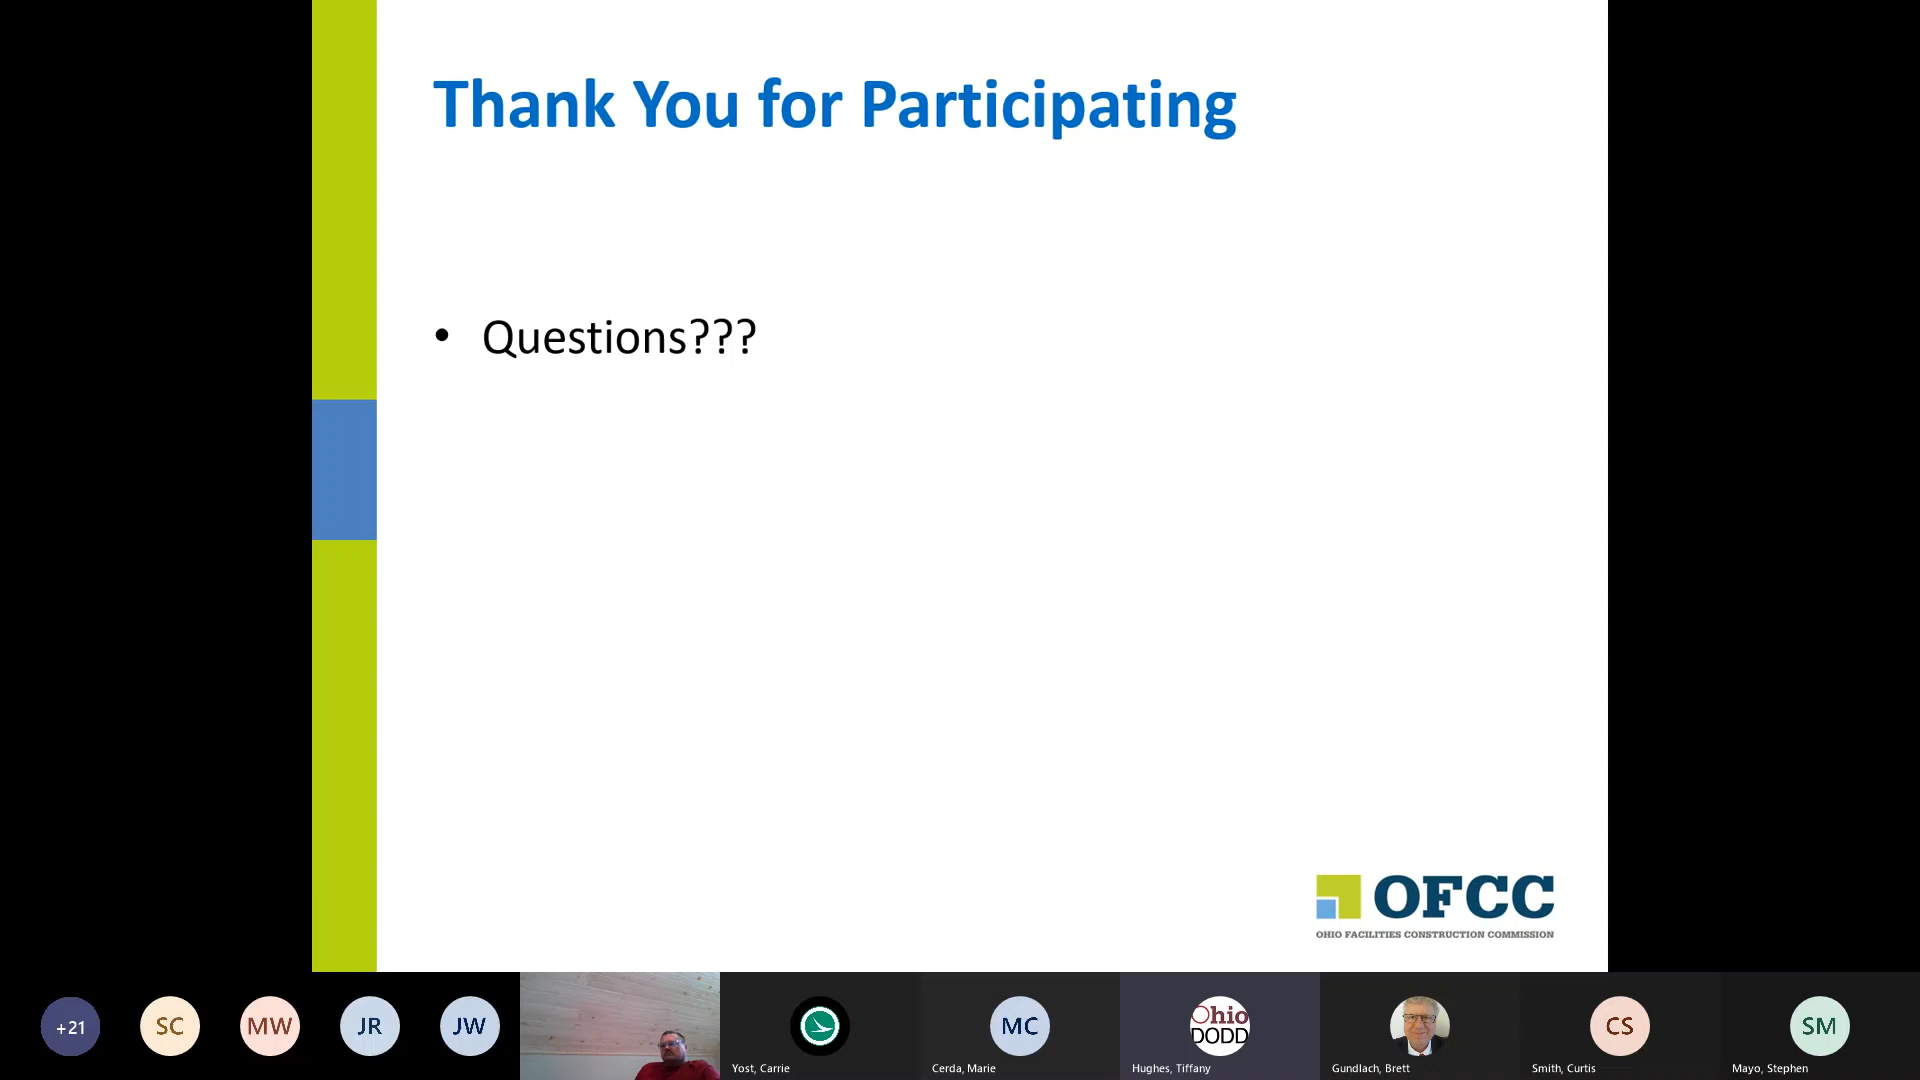 Thank You for Participating
• Questions???
OFCC
OHIO FACILITIES CONSTRUCTION COMMISSION
+21
SC
MW
JR
JW
MC
Ohio
DODD
CS
SM
Yost, Carrie
Cerda, Marie
Hughes, Tiffany
Gundlach, Brett
Smith, Curtis
Mayo, Stephen